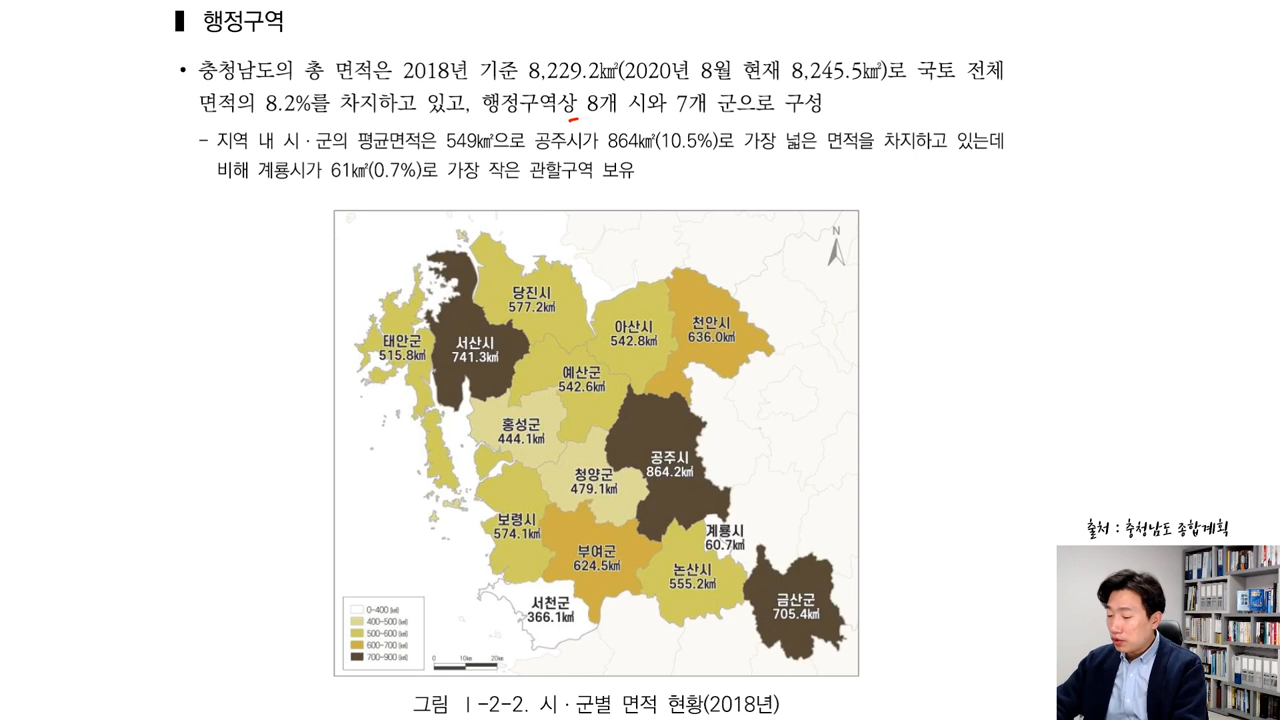 행정구역
• 충청남도의 총 면적은 2018년 기준 8,229.2㎢(2020년 8월 현재 8,245.5㎢)로 국토 전체
면적의 8.2%를 차지하고 있고, 행정구역상 8개 시와 7개 군으로 구성
- 지역 내 시·군의 평균면적은 549㎢으로 공주시가 864㎢(10.5%)로 가장 넓은 면적을 차지하고 있는데
비해 계룡시가 61㎢(0.7%)로 가장 작은 관할구역 보유
N
당진시
577.2㎢
아산시
542.8㎢
천안시
636.0㎢
태안군
515.8㎢
서산시
741.3㎢
예산군
542.6㎢
홍성군
444.1㎢
공주시
864.2㎢
청양군
479.1㎢
보령시
574.1㎢
계룡시
60.7㎢
부여군
624.5㎢
논산시
555.2㎢
서천군
366.1㎢
금산군
705.4㎢
0~400 (㎢)
400~500 (㎢)
500~600 (㎢)
600~700 (㎢)
700~900 (㎢)
0 10km 20km
그림 Ⅰ-2-2. 시·군별 면적 현황(2018년)
출처 : 충청남도 종합계획